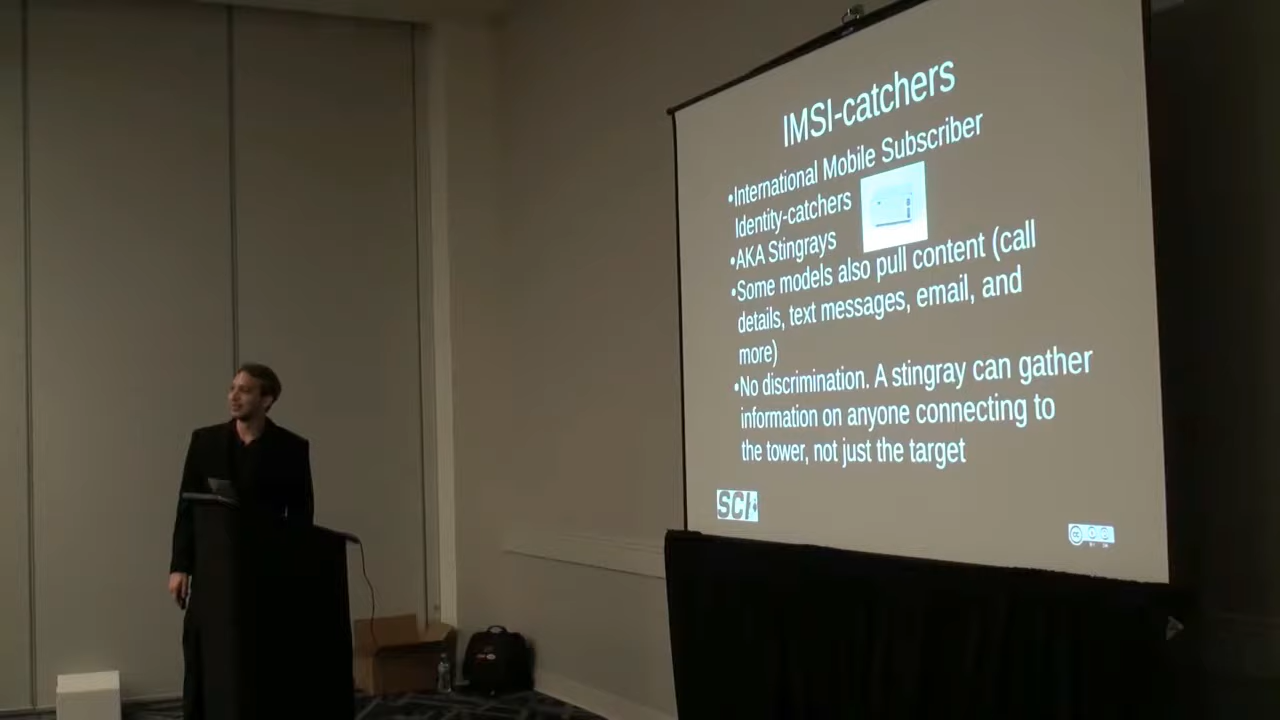 IMSI-catchers
•International Mobile Subscriber
Identity-catchers
•AKA Stingrays
•Some models also pull content (call
details, text messages, email, and
more)
•No discrimination. A stingray can gather
information on anyone connecting to
the tower, not just the target
SCI
cc